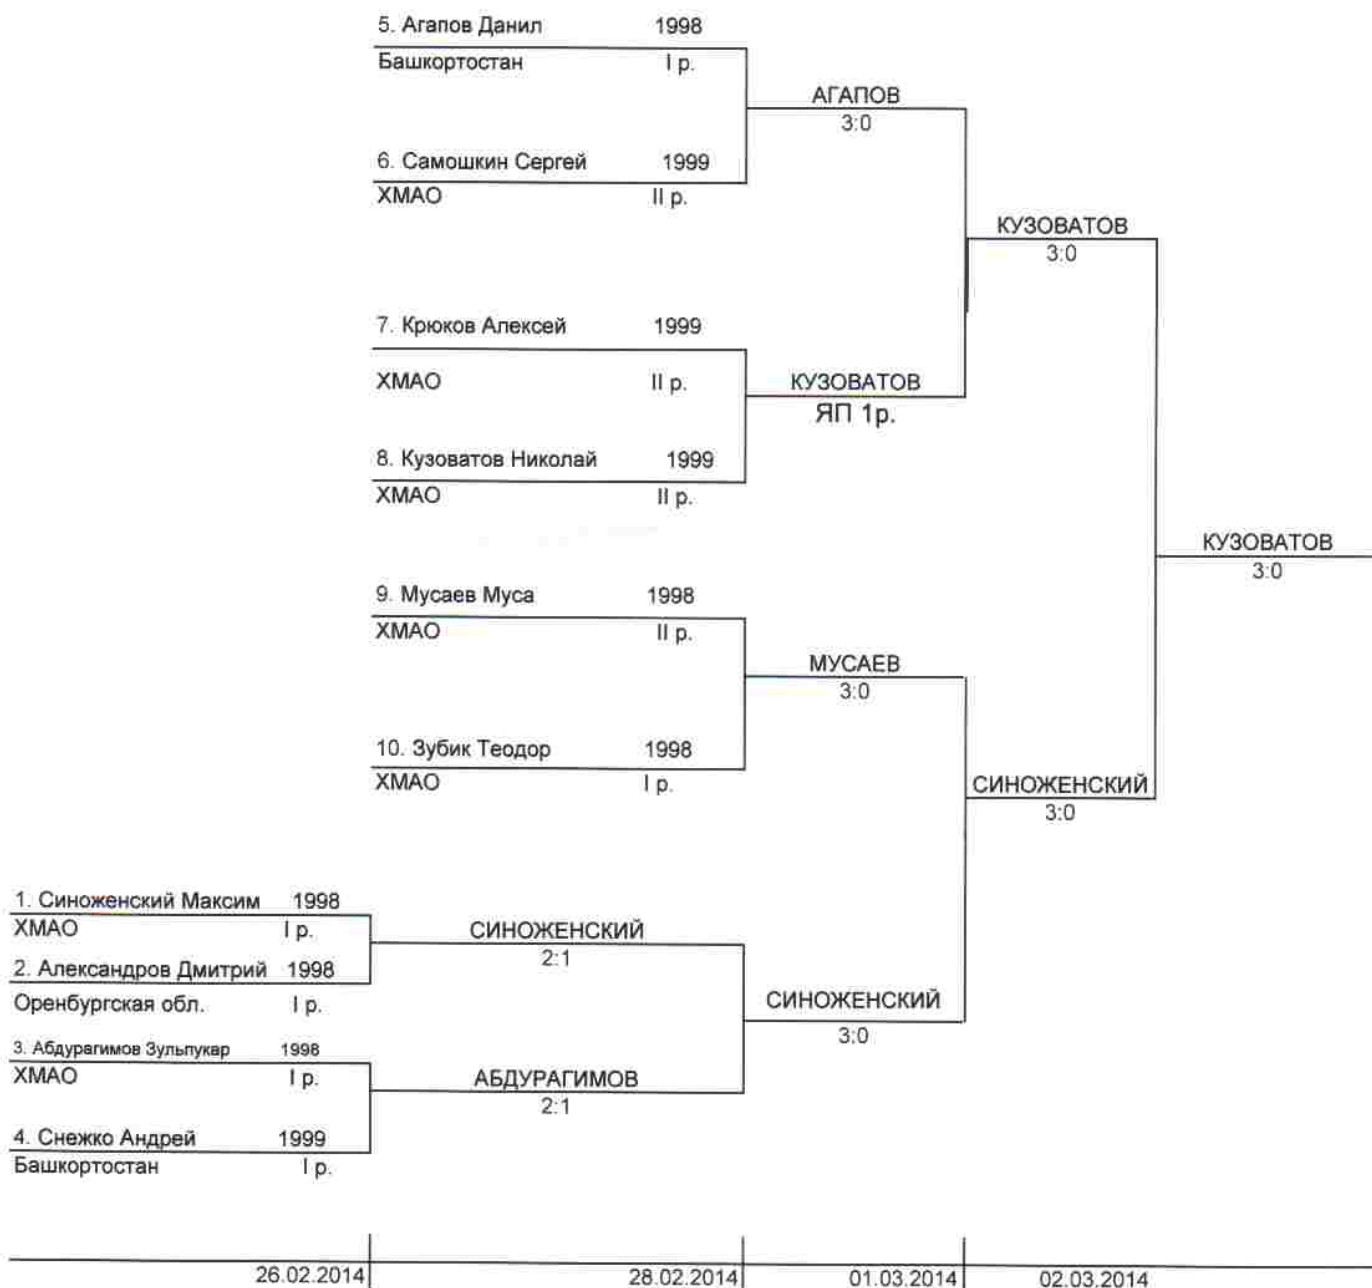 5. Агапов Данил 1998
Башкортостан I р.
АГАПОВ
3:0
6. Самошкин Сергей 1999
ХМАО II р.
КУЗОВАТОВ
3:0
7. Крюков Алексей 1999
ХМАО II р.
КУЗОВАТОВ
ЯП 1р.
8. Кузоватов Николай 1999
ХМАО II р.
КУЗОВАТОВ
3:0
9. Мусаев Муса 1998
ХМАО II р.
МУСАЕВ
3:0
10. Зубик Теодор 1998
ХМАО I р.
СИНОЖЕНСКИЙ
3:0
1. Синоженский Максим 1998
ХМАО I р.
СИНОЖЕНСКИЙ
2:1
2. Александров Дмитрий 1998
Оренбургская обл. I р.
СИНОЖЕНСКИЙ
3:0
3. Абдурагимов Зульпукар 1998
ХМАО I р.
АБДУРАГИМОВ
2:1
4. Снежко Андрей 1999
Башкортостан I р.
26.02.2014 28.02.2014 01.03.2014 02.03.2014